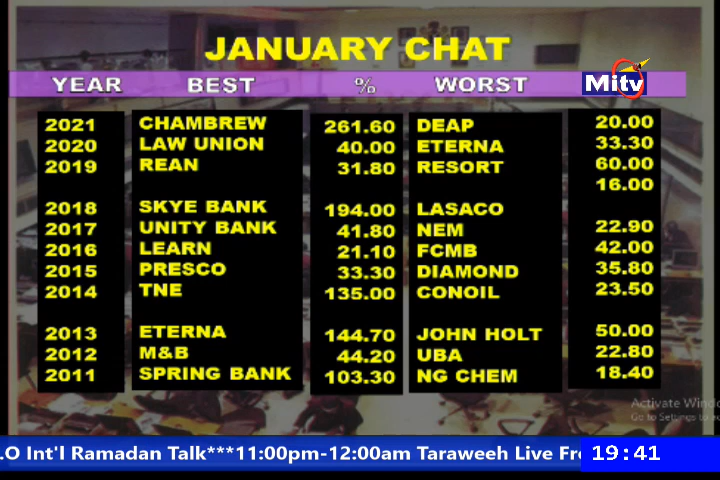 JANUARY CHAT
YEAR BEST % WORST Mitv
2021 CHAMBREW 261.60 DEAP 20.00
2020 LAW UNION 40.00 ETERNA 33.30
2019 REAN 31.80 RESORT 60.00
16.00
2018 SKYE BANK 194.00 LASACO
2017 UNITY BANK 41.80 NEM 22.90
2016 LEARN 21.10 FCMB 42.00
2015 PRESCO 33.30 DIAMOND 35.80
2014 TNE 135.00 CONOIL 23.50
2013 ETERNA 144.70 JOHN HOLT 50.00
2012 M&B 44.20 UBA 22.80
2011 SPRING BANK 103.30 NG CHEM 18.40
Activate Windo
Go to Settings to a
.O Int'l Ramadan Talk***11:00pm-12:00am Taraweeh Live Fr 19:41